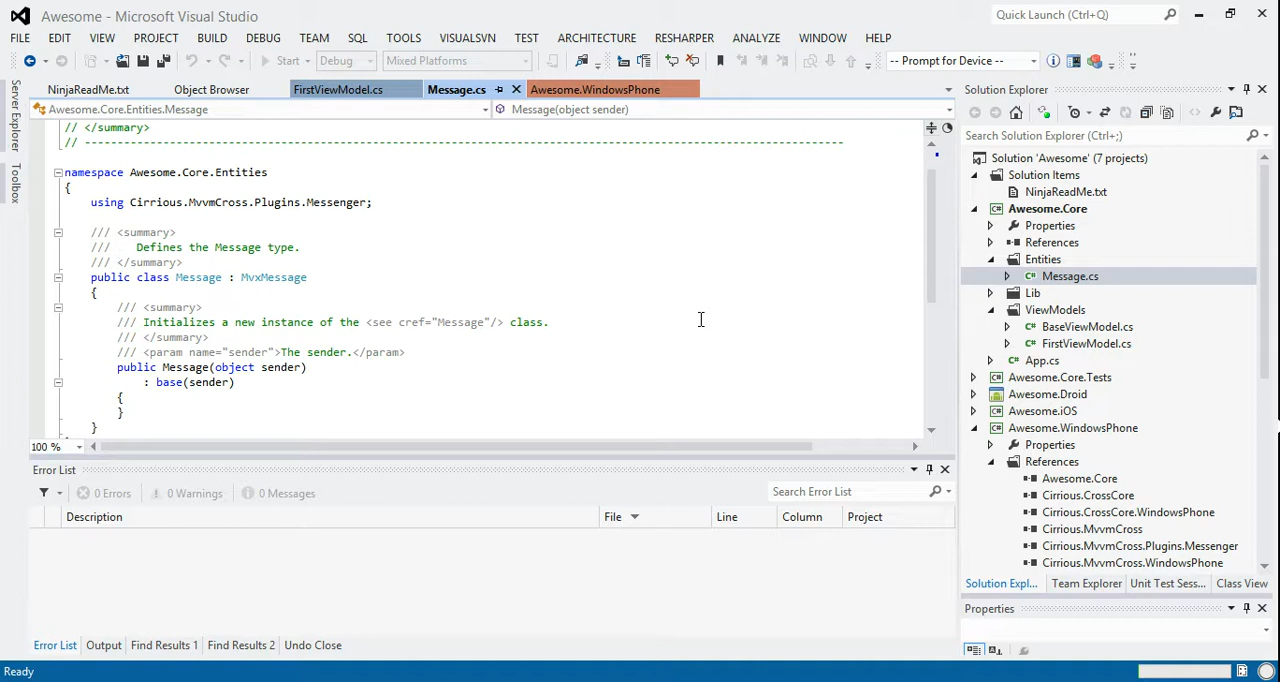 Awesome - Microsoft Visual Studio
Quick Launch (Ctrl+Q)
FILE EDIT VIEW PROJECT BUILD DEBUG TEAM SQL TOOLS VISUALSVN TEST ARCHITECTURE RESHARPER ANALYZE WINDOW HELP
Start Debug Mixed Platforms -- Prompt for Device --
Server Explorer
Toolbox
NinjaReadMe.txt Object Browser FirstViewModel.cs Message.cs Awesome.WindowsPhone
Awesome.Core.Entities.Message Message(object sender)
// </summary>
// --------------------------------------------------------------------------------------------------------------------
namespace Awesome.Core.Entities
{
using Cirrious.MvvmCross.Plugins.Messenger;
/// <summary>
/// Defines the Message type.
/// </summary>
public class Message : MvxMessage
{
/// <summary>
/// Initializes a new instance of the <see cref="Message"/> class.
/// </summary>
/// <param name="sender">The sender.</param>
public Message(object sender)
: base(sender)
{
}
}
100 %
Error List
0 Errors 0 Warnings 0 Messages Search Error List
Description File Line Column Project
Error List Output Find Results 1 Find Results 2 Undo Close
Solution Explorer
Search Solution Explorer (Ctrl+;)
Solution 'Awesome' (7 projects)
Solution Items
NinjaReadMe.txt
Awesome.Core
Properties
References
Entities
Message.cs
Lib
ViewModels
BaseViewModel.cs
FirstViewModel.cs
App.cs
Awesome.Core.Tests
Awesome.Droid
Awesome.iOS
Awesome.WindowsPhone
Properties
References
Awesome.Core
Cirrious.CrossCore
Cirrious.CrossCore.WindowsPhone
Cirrious.MvvmCross
Cirrious.MvvmCross.Plugins.Messenger
Cirrious.MvvmCross.WindowsPhone
Solution Expl... Team Explorer Unit Test Sess... Class View
Properties
Ready